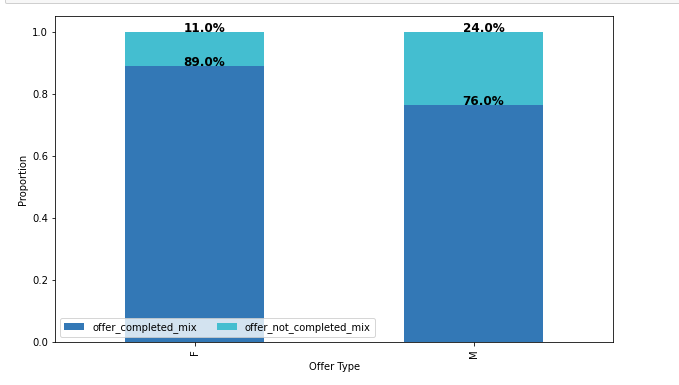 1.0
0.8
0.6
0.4
0.2
0.0
Proportion
11.0%
24.0%
89.0%
76.0%
offer_completed_mix
offer_not_completed_mix
F
M
Offer Type